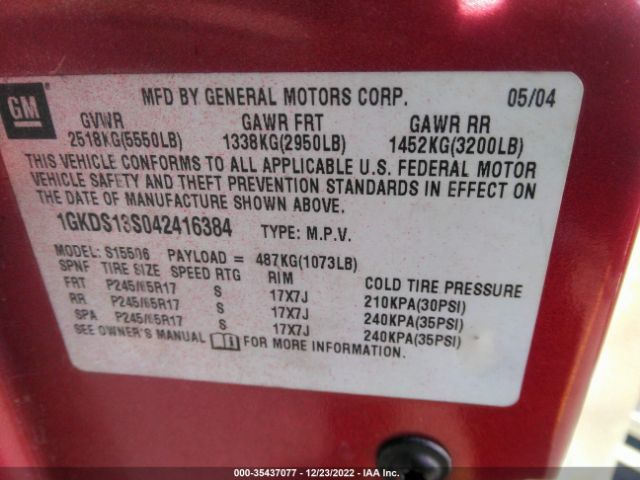 GM
MFD BY GENERAL MOTORS CORP. 05/04
GVWR GAWR FRT GAWR RR
2518KG(5550LB) 1338KG(2950LB) 1452KG(3200LB)
THIS VEHICLE CONFORMS TO ALL APPLICABLE U.S. FEDERAL MOTOR
VEHICLE SAFETY AND THEFT PREVENTION STANDARDS IN EFFECT ON
THE DATE OF MANUFACTURE SHOWN ABOVE.
1GKDS13S042416384 TYPE: M.P.V.
MODEL: S15506 PAYLOAD = 487KG(1073LB)
SPNF TIRE SIZE SPEED RTG RIM COLD TIRE PRESSURE
FRT P245/65R17 S 17X7J 210KPA(30PSI)
RR P245/65R17 S 17X7J 240KPA(35PSI)
SPA P245/65R17 S 17X7J 240KPA(35PSI)
SEE OWNER'S MANUAL FOR MORE INFORMATION.
000-35437077 - 12/23/2022 - IAA Inc.